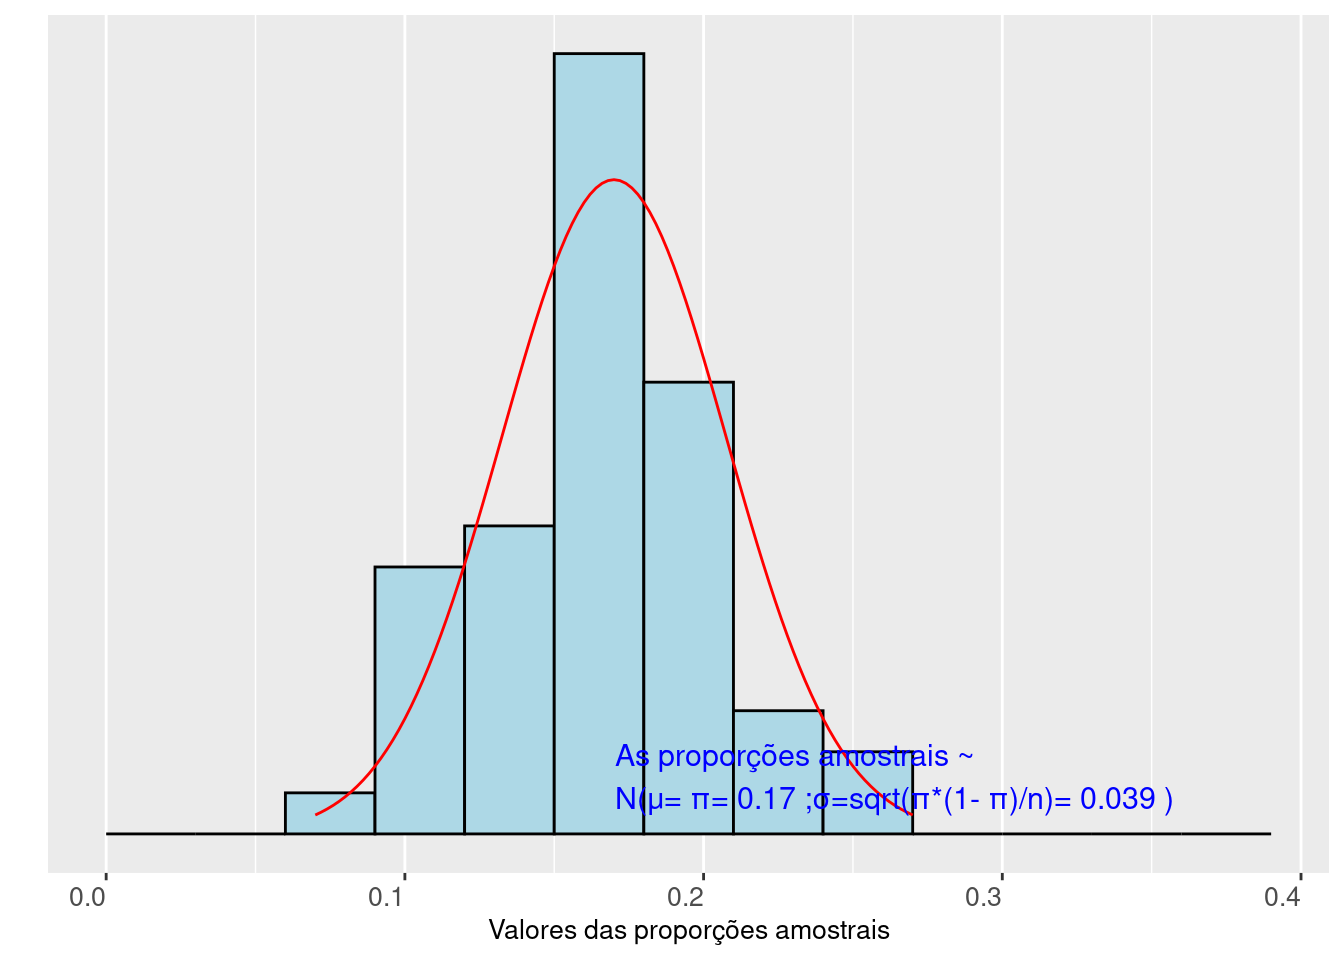 As proporções amostrais ~
N(μ= π= 0.17 ;σ=sqrt(π*(1- π)/n)= 0.039 )
0.0 0.1 0.2 0.3 0.4
Valores das proporções amostrais